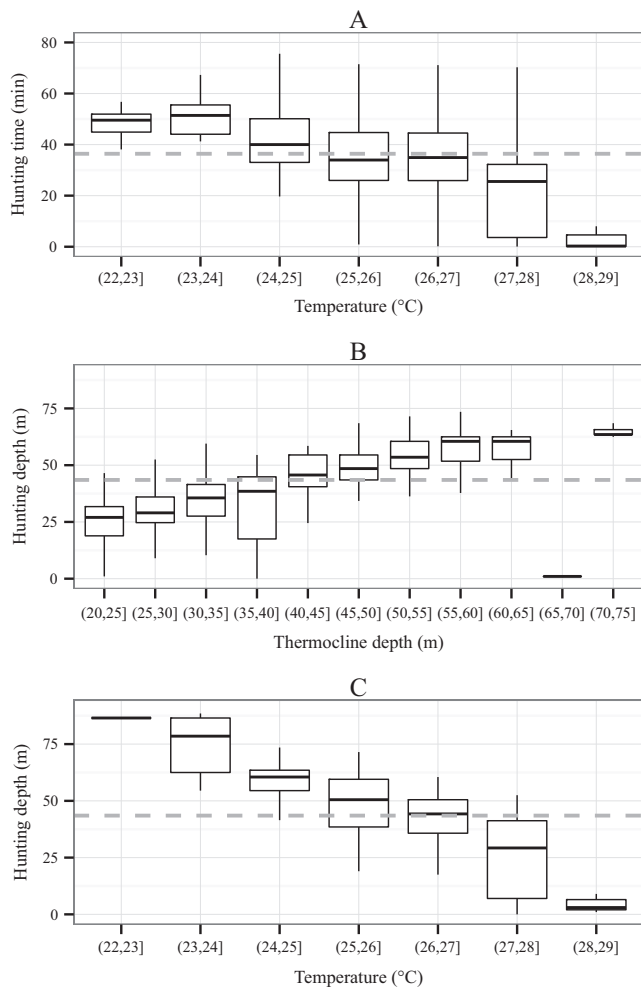 A
Hunting time (min)
80
60
40
20
0
(22,23] (23,24] (24,25] (25,26] (26,27] (27,28] (28,29]
Temperature (°C)
B
Hunting depth (m)
75
50
25
0
(20,25] (25,30] (30,35] (35,40] (40,45] (45,50] (50,55] (55,60] (60,65] (65,70] (70,75]
Thermocline depth (m)
C
Hunting depth (m)
75
50
25
0
(22,23] (23,24] (24,25] (25,26] (26,27] (27,28] (28,29]
Temperature (°C)